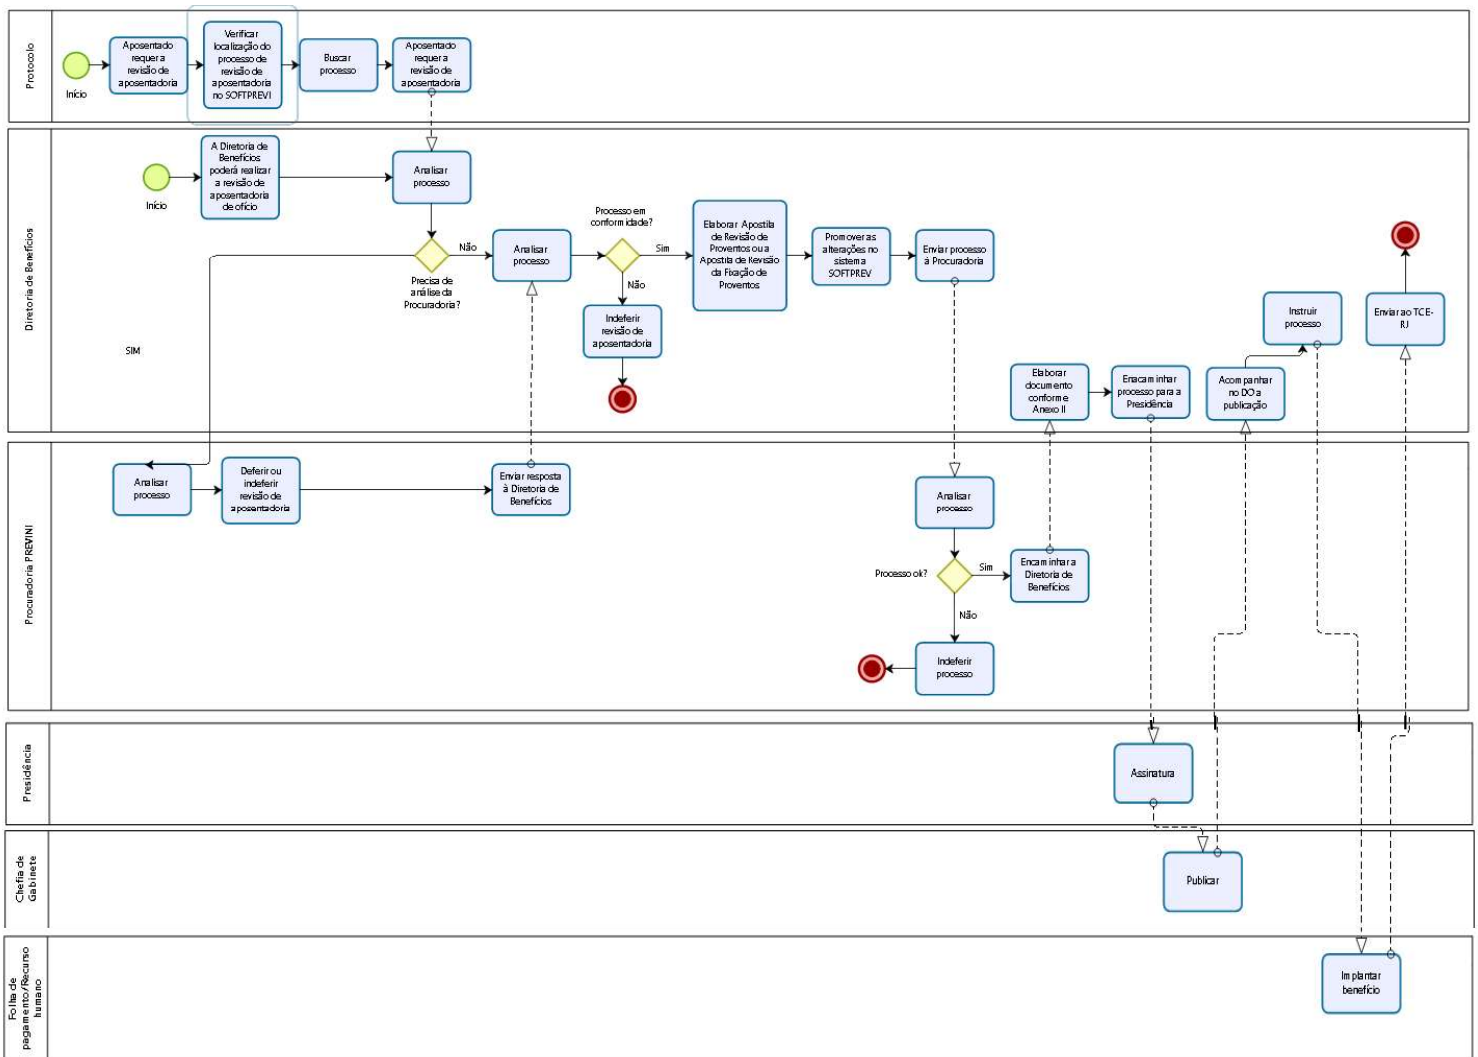 Protocolo
Início
Aposentado
requer a
revisão de
aposentadoria
Verificar
localização do
processo de
revisão de
aposentadoria
no SOFTPREVI
Buscar
processo
Aposentado
requer a
revisão de
aposentadoria
Diretoria de Benefícios
Início
A Diretoria de
Benefícios
poderá realizar
a revisão de
aposentadoria
de ofício
Analisar
processo
Não
Precisa de
análise da
Procuradoria?
SIM
Analisar
processo
Processo em
conformidade?
Sim
Não
Indeferir
revisão de
aposentadoria
Elaborar Apostila
de Revisão de
Proventos ou a
Apostila de Revisão
da Fixação de
Proventos
Promover as
alterações no
sistema
SOFTPREV
Enviar processo
à Procuradoria
Elaborar
documento
conforme
Anexo II
Enacaminhar
processo para a
Presidência
Acompanhar
no DO a
publicação
Instruir
processo
Enviar ao TCE-
RJ
Procuradoria PREVINI
Analisar
processo
Deferir ou
indeferir
revisão de
aposentadoria
Enviar resposta
à Diretoria de
Benefícios
Analisar
processo
Processo ok?
Sim
Não
Encaminhar a
Diretoria de
Benefícios
Indeferir
processo
Presidência
Assinatura
Chefia de
Gabinete
Publicar
Folha de
pagamento/Recurso
humano
Implantar
benefício